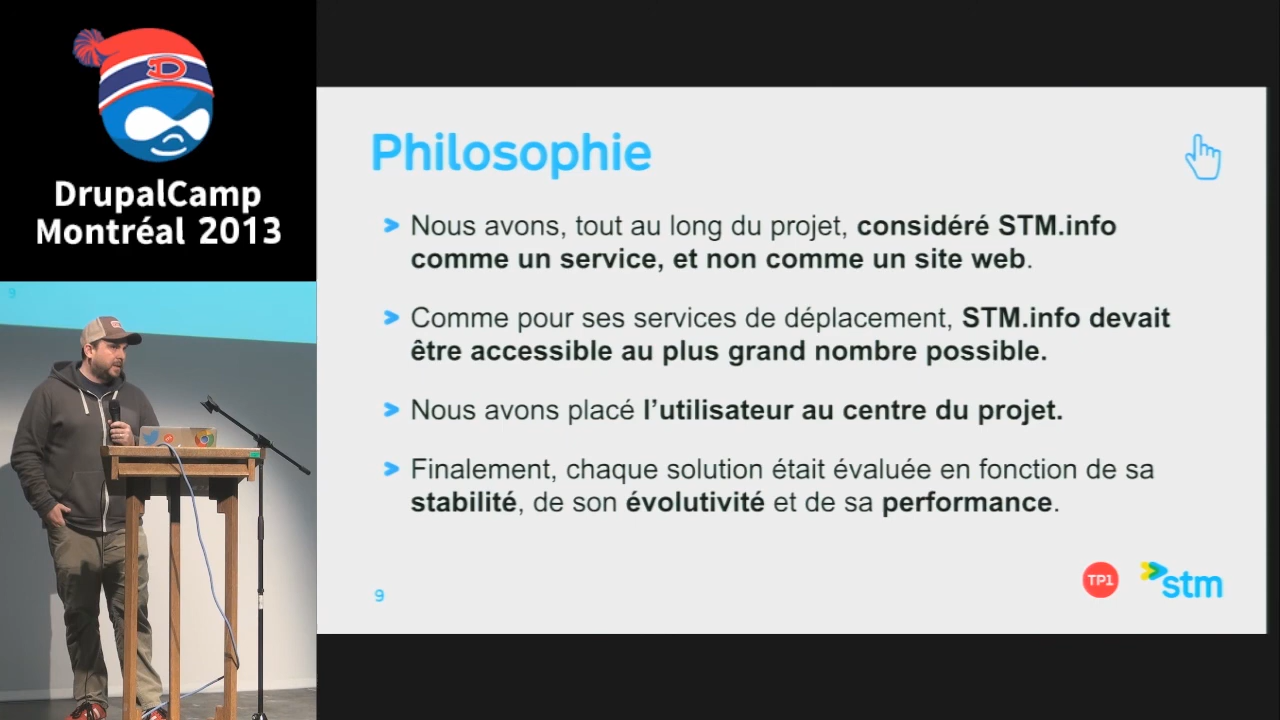 DrupalCamp
Montréal 2013
Philosophie
Nous avons, tout au long du projet, considéré STM.info
comme un service, et non comme un site web.
Comme pour ses services de déplacement, STM.info devait
être accessible au plus grand nombre possible.
Nous avons placé l’utilisateur au centre du projet.
Finalement, chaque solution était évaluée en fonction de sa
stabilité, de son évolutivité et de sa performance.
9
TP1
stm